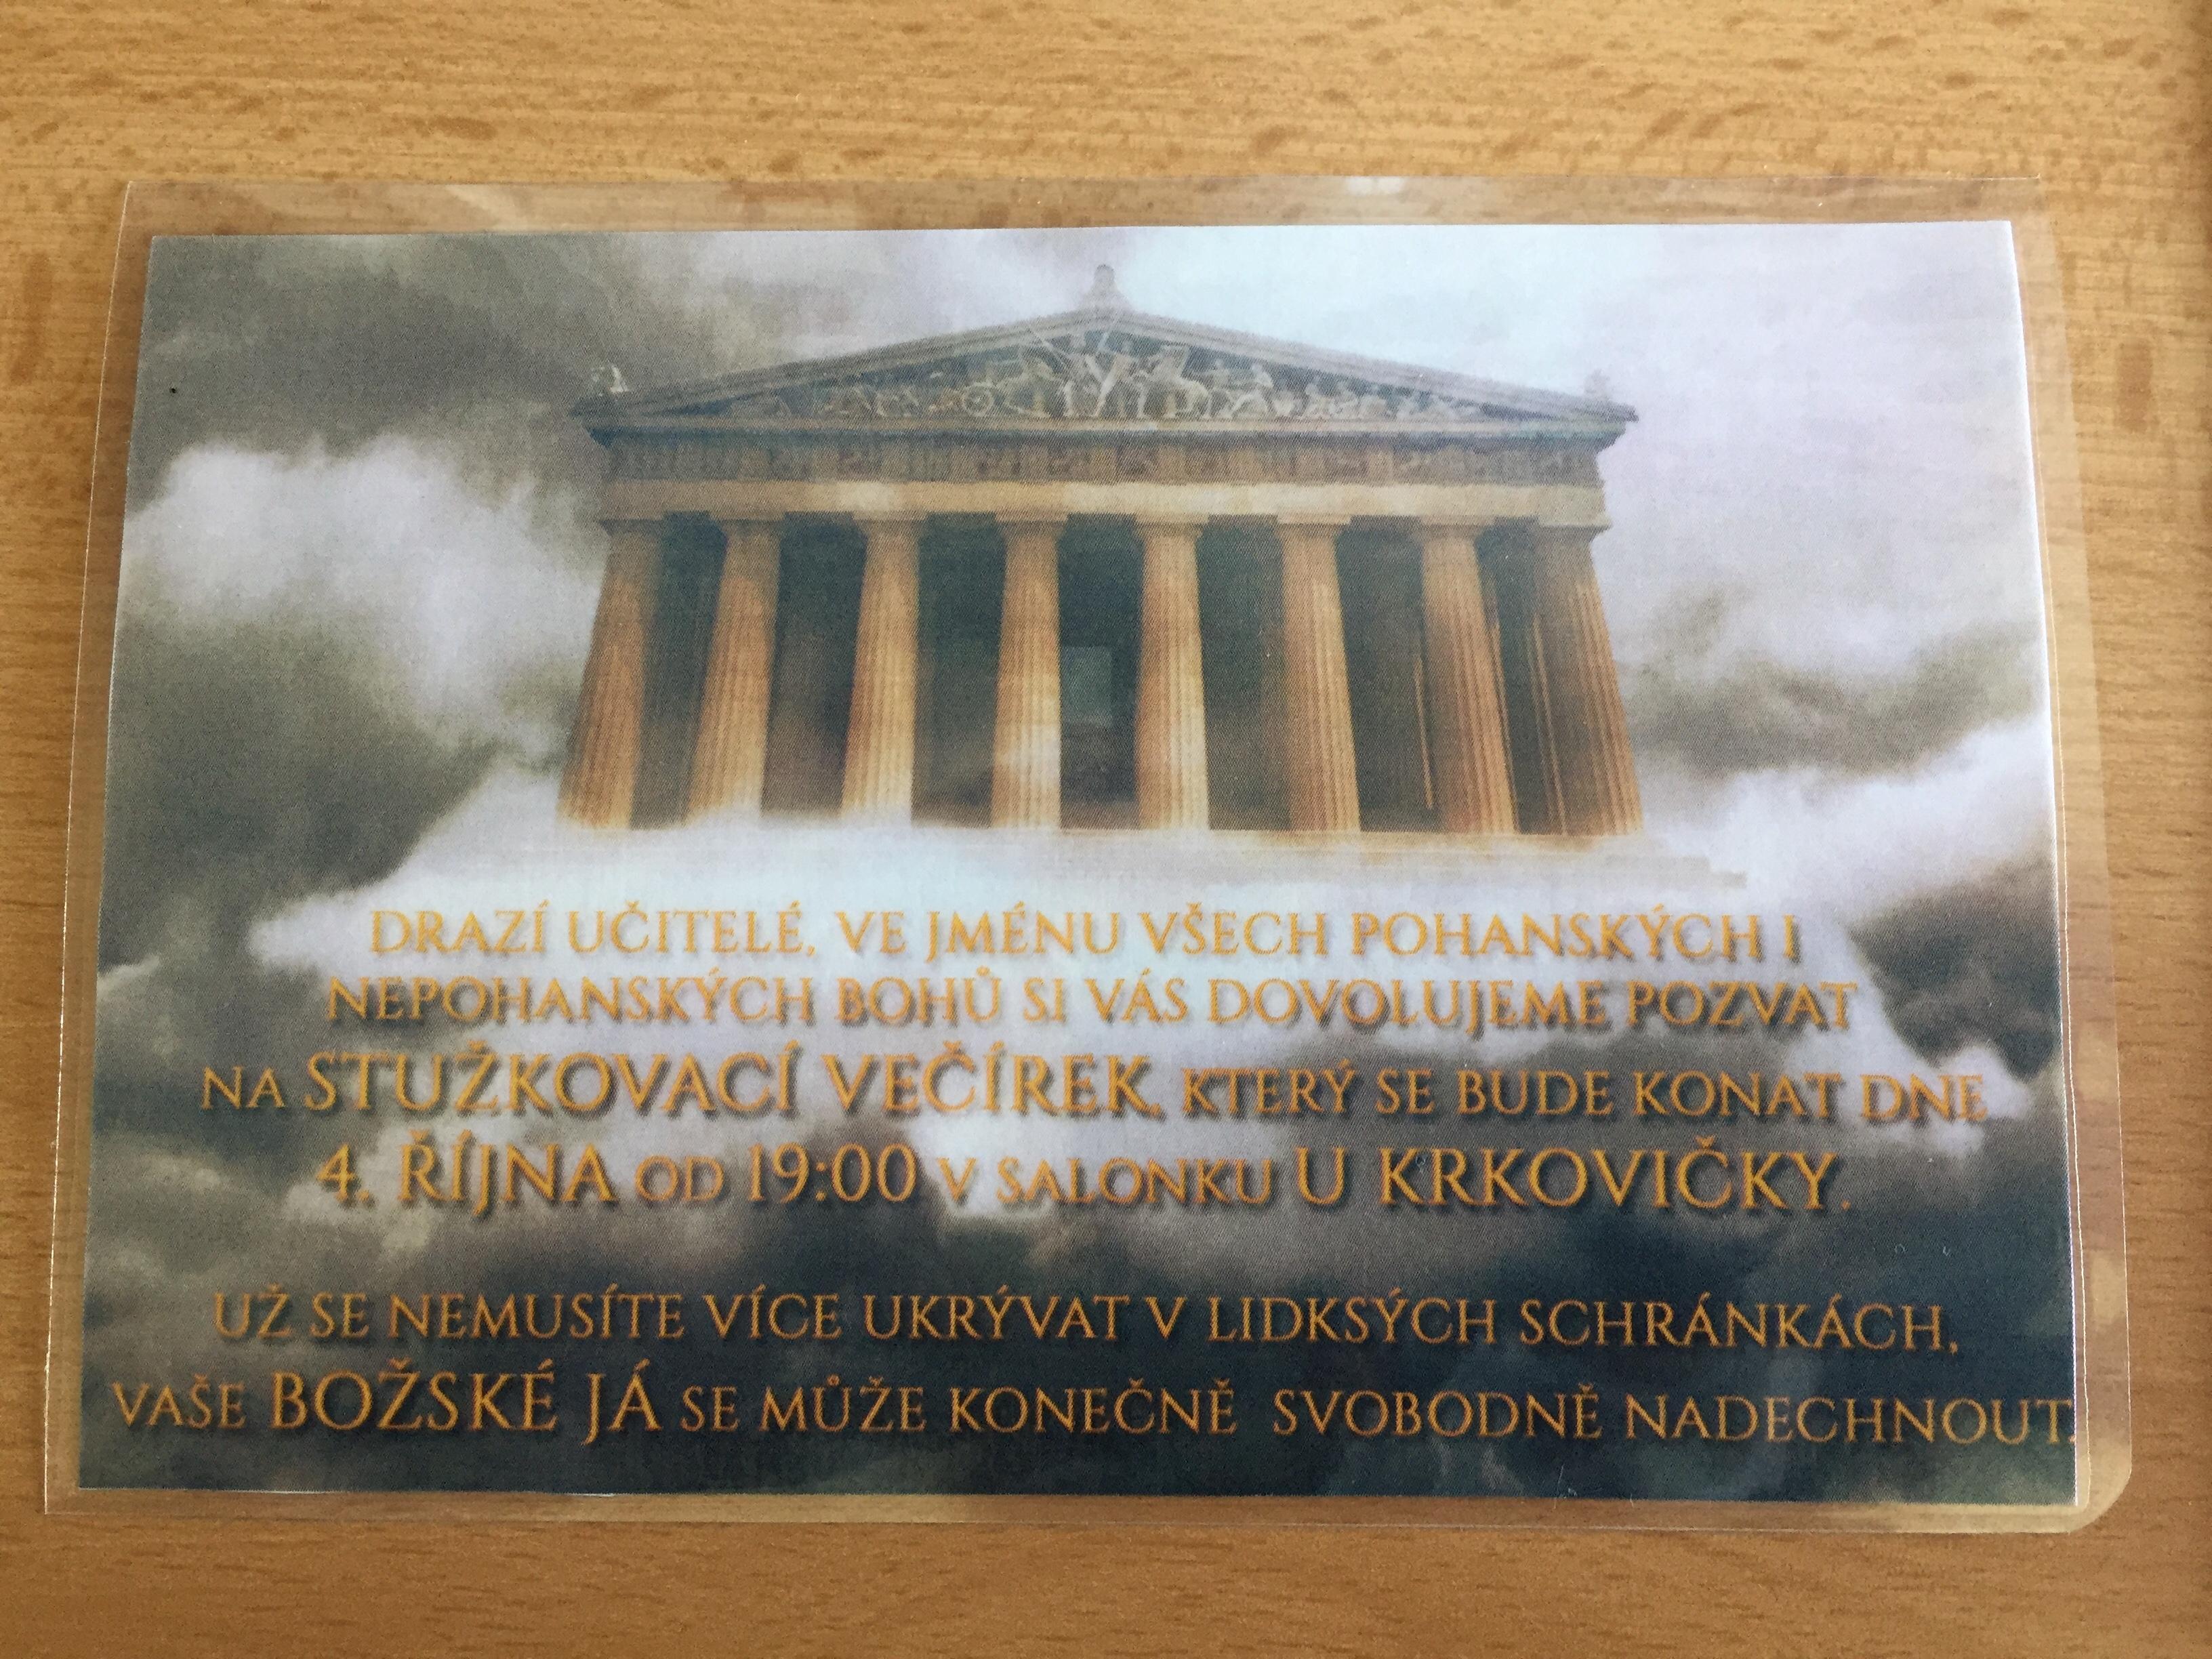 DRAZÍ UČITELÉ, VE JMÉNU VŠECH POHANSKÝCH I
NEPOHANSKÝCH BOHŮ SI VÁS DOVOLUJEME POZVAT
NA STUŽKOVACÍ VEČÍREK, KTERÝ SE BUDE KONAT DNE
4. ŘÍJNA OD 19:00 V SALONKU U KRKOVIČKY.
UŽ SE NEMUSÍTE VÍCE UKRÝVAT V LIDKSÝCH SCHRÁNKÁCH,
VAŠE BOŽSKÉ JÁ SE MŮŽE KONEČNĚ SVOBODNĚ NADECHNOUT.